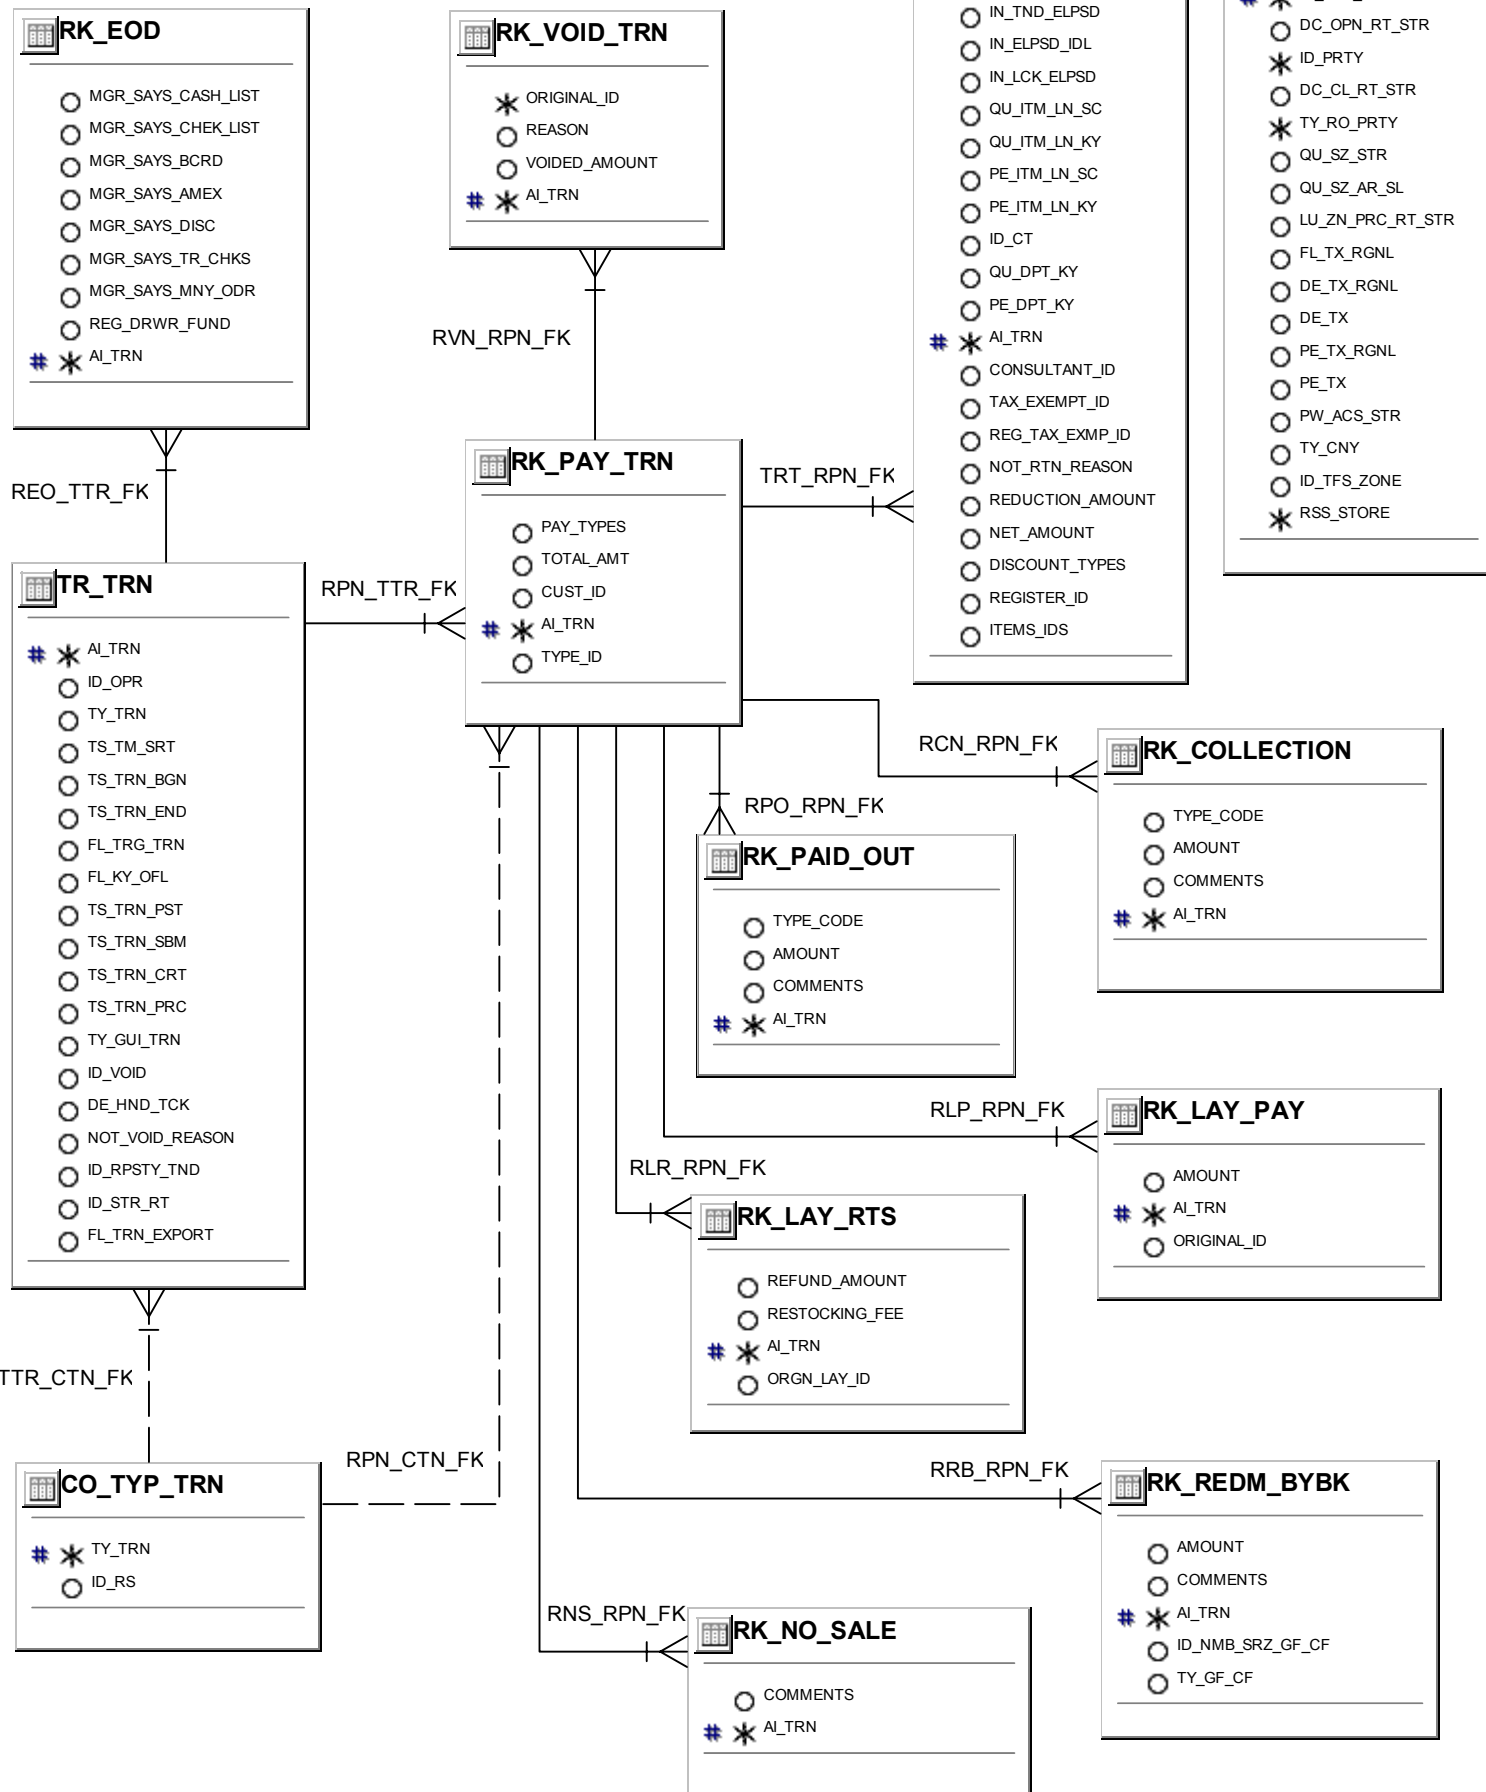 RK_EOD
MGR_SAYS_CASH_LIST
MGR_SAYS_CHEK_LIST
MGR_SAYS_BCRD
MGR_SAYS_AMEX
MGR_SAYS_DISC
MGR_SAYS_TR_CHKS
MGR_SAYS_MNY_ODR
REG_DRWR_FUND
# AI_TRN
RK_VOID_TRN
ORIGINAL_ID
REASON
VOIDED_AMOUNT
# AI_TRN
IN_TND_ELPSD
IN_ELPSD_IDL
IN_LCK_ELPSD
QU_ITM_LN_SC
QU_ITM_LN_KY
PE_ITM_LN_SC
PE_ITM_LN_KY
ID_CT
QU_DPT_KY
PE_DPT_KY
# AI_TRN
CONSULTANT_ID
TAX_EXEMPT_ID
REG_TAX_EXMP_ID
NOT_RTN_REASON
REDUCTION_AMOUNT
NET_AMOUNT
DISCOUNT_TYPES
REGISTER_ID
ITEMS_IDS
DC_OPN_RT_STR
ID_PRTY
DC_CL_RT_STR
TY_RO_PRTY
QU_SZ_STR
QU_SZ_AR_SL
LU_ZN_PRC_RT_STR
FL_TX_RGNL
DE_TX_RGNL
DE_TX
PE_TX_RGNL
PE_TX
PW_ACS_STR
TY_CNY
ID_TFS_ZONE
RSS_STORE
RVN_RPN_FK
REO_TTR_FK
RK_PAY_TRN
PAY_TYPES
TOTAL_AMT
CUST_ID
# AI_TRN
TYPE_ID
TRT_RPN_FK
RPN_TTR_FK
TR_TRN
# AI_TRN
ID_OPR
TY_TRN
TS_TM_SRT
TS_TRN_BGN
TS_TRN_END
FL_TRG_TRN
FL_KY_OFL
TS_TRN_PST
TS_TRN_SBM
TS_TRN_CRT
TS_TRN_PRC
TY_GUI_TRN
ID_VOID
DE_HND_TCK
NOT_VOID_REASON
ID_RPSTY_TND
ID_STR_RT
FL_TRN_EXPORT
RCN_RPN_FK
RK_COLLECTION
TYPE_CODE
AMOUNT
COMMENTS
# AI_TRN
RPO_RPN_FK
RK_PAID_OUT
TYPE_CODE
AMOUNT
COMMENTS
# AI_TRN
RLP_RPN_FK
RK_LAY_PAY
AMOUNT
# AI_TRN
ORIGINAL_ID
RLR_RPN_FK
RK_LAY_RTS
REFUND_AMOUNT
RESTOCKING_FEE
# AI_TRN
ORGN_LAY_ID
TTR_CTN_FK
RPN_CTN_FK
CO_TYP_TRN
# TY_TRN
ID_RS
RRB_RPN_FK
RK_REDM_BYBK
AMOUNT
COMMENTS
# AI_TRN
ID_NMB_SRZ_GF_CF
TY_GF_CF
RNS_RPN_FK
RK_NO_SALE
COMMENTS
# AI_TRN